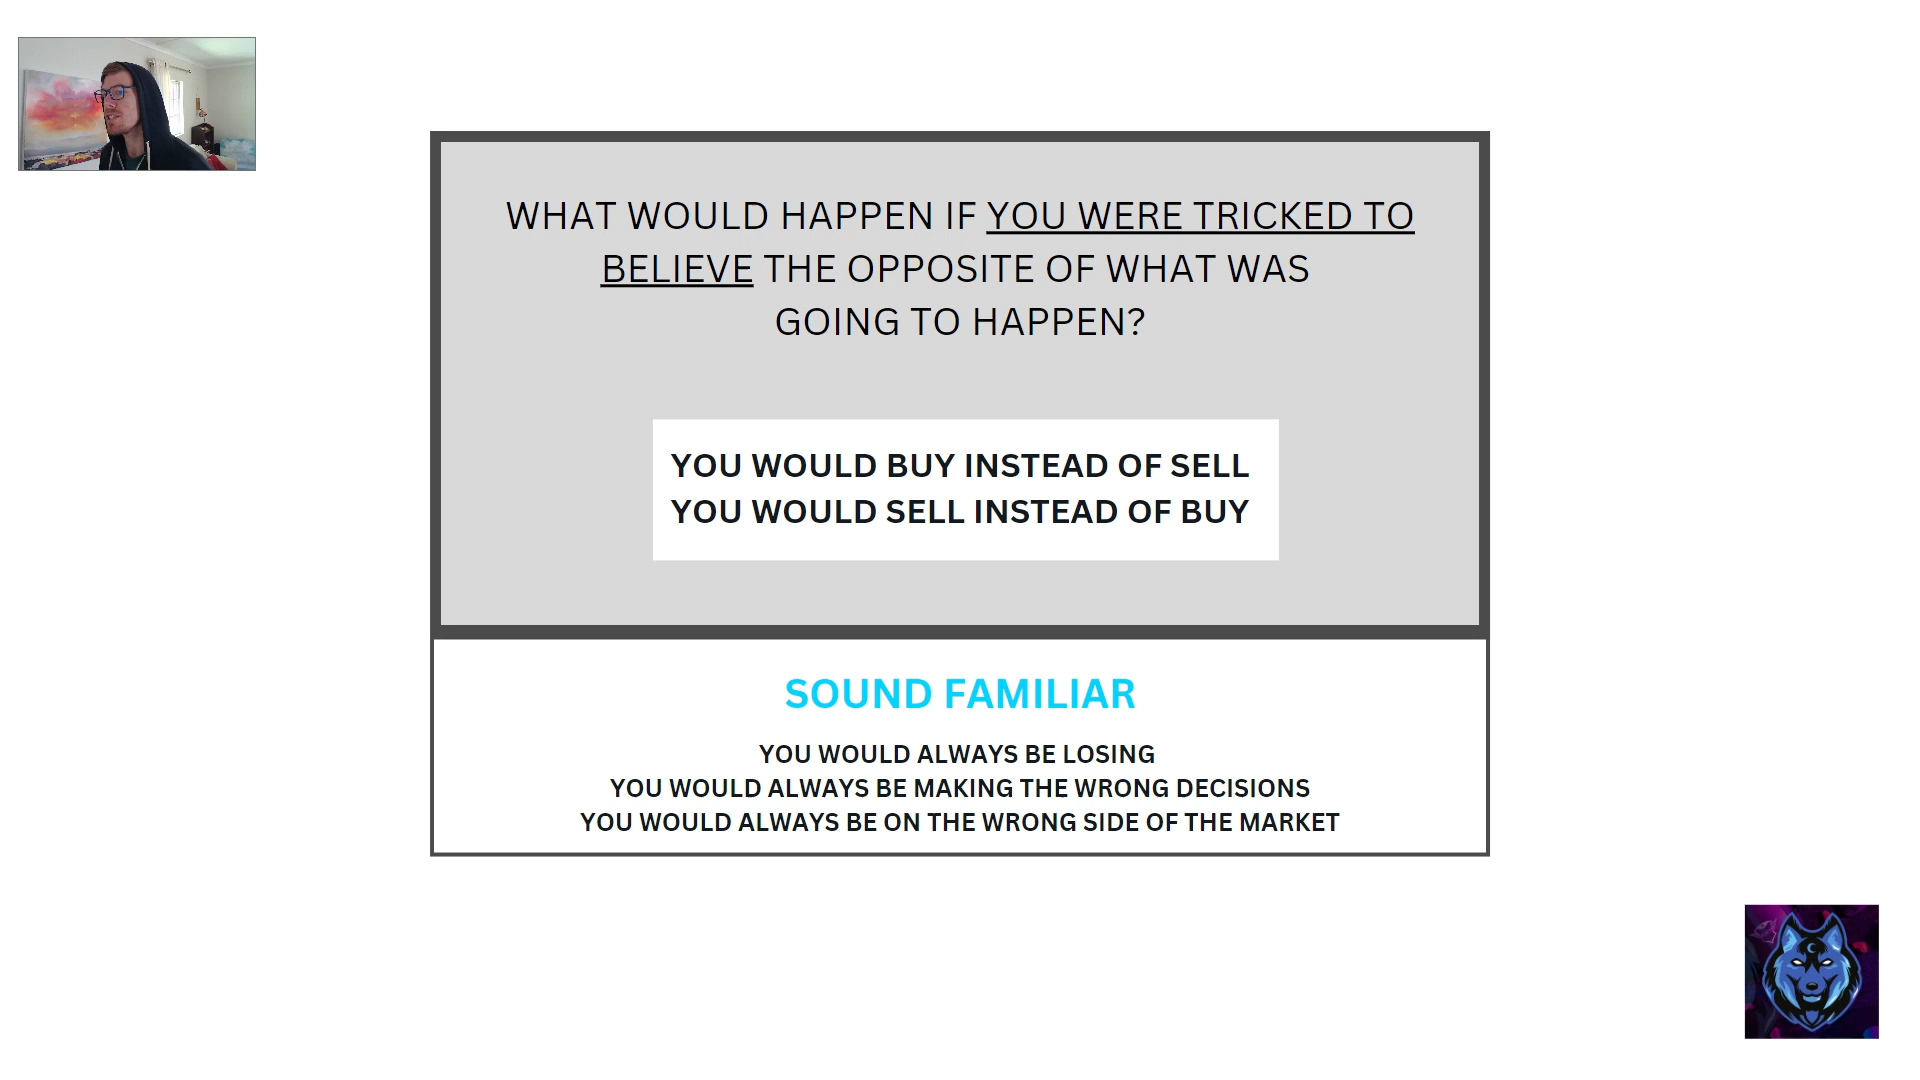 WHAT WOULD HAPPEN IF YOU WERE TRICKED TO
BELIEVE THE OPPOSITE OF WHAT WAS
GOING TO HAPPEN?
YOU WOULD BUY INSTEAD OF SELL
YOU WOULD SELL INSTEAD OF BUY
SOUND FAMILIAR
YOU WOULD ALWAYS BE LOSING
YOU WOULD ALWAYS BE MAKING THE WRONG DECISIONS
YOU WOULD ALWAYS BE ON THE WRONG SIDE OF THE MARKET